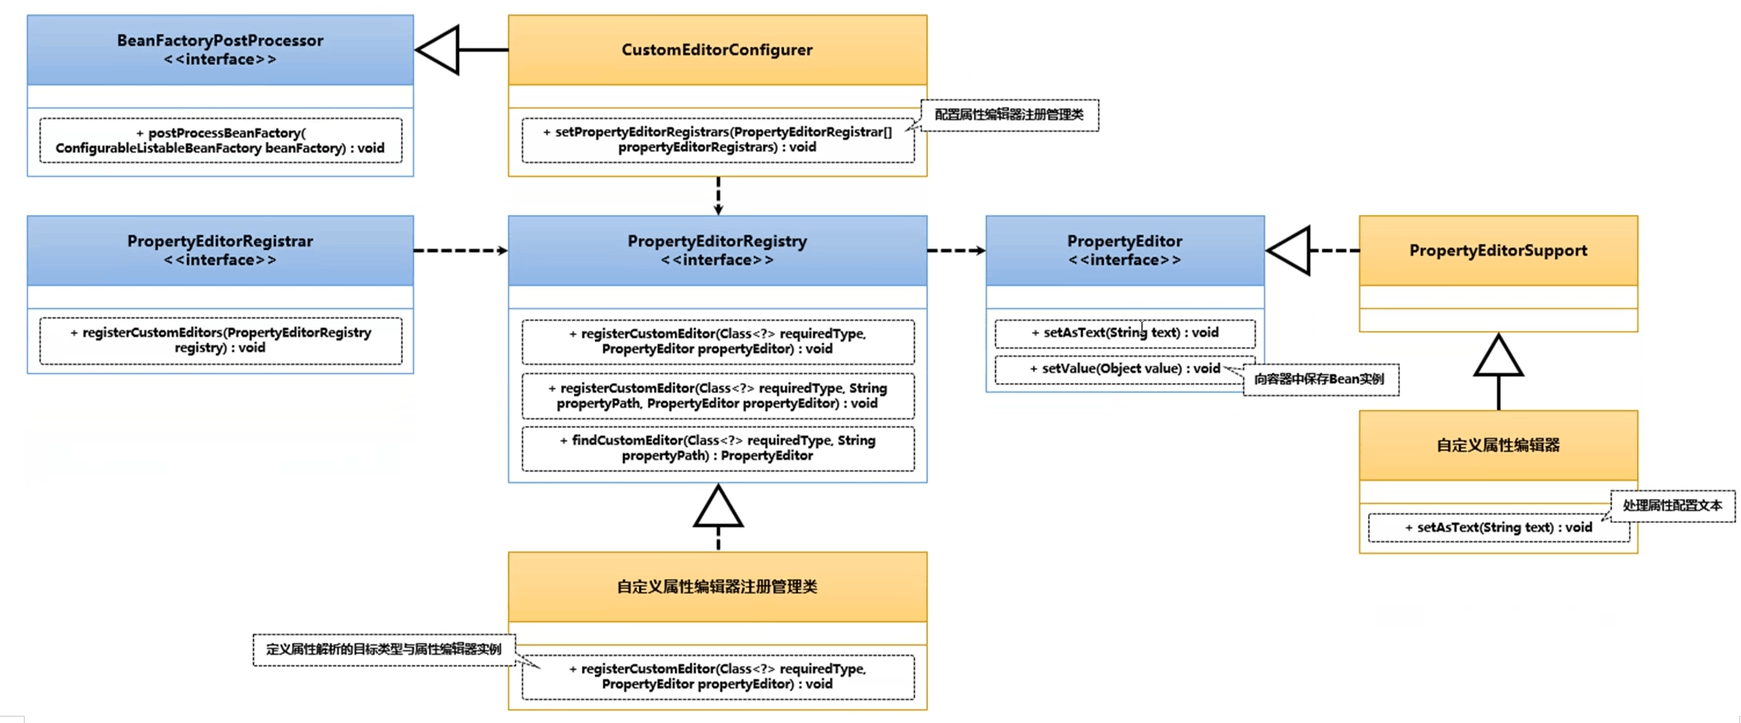 BeanFactoryPostProcessor
<<interface>>
+ postProcessBeanFactory(
ConfigurableListableBeanFactory beanFactory) : void
CustomEditorConfigurer
+ setPropertyEditorRegistrars(PropertyEditorRegistrar[]
propertyEditorRegistrars) : void
配置属性编辑器注册管理类
PropertyEditorRegistrar
<<interface>>
+ registerCustomEditors(PropertyEditorRegistry
registry) : void
PropertyEditorRegistry
<<interface>>
+ registerCustomEditor(Class<?> requiredType,
PropertyEditor propertyEditor) : void
+ registerCustomEditor(Class<?> requiredType, String
propertyPath, PropertyEditor propertyEditor) : void
+ findCustomEditor(Class<?> requiredType, String
propertyPath) : PropertyEditor
PropertyEditor
<<interface>>
+ setAsText(String text) : void
+ setValue(Object value) : void
向容器中保存Bean实例
PropertyEditorSupport
自定义属性编辑器
处理属性配置文本
+ setAsText(String text) : void
自定义属性编辑器注册管理类
定义属性解析的目标类型与属性编辑器实例
+ registerCustomEditor(Class<?> requiredType,
PropertyEditor propertyEditor) : void